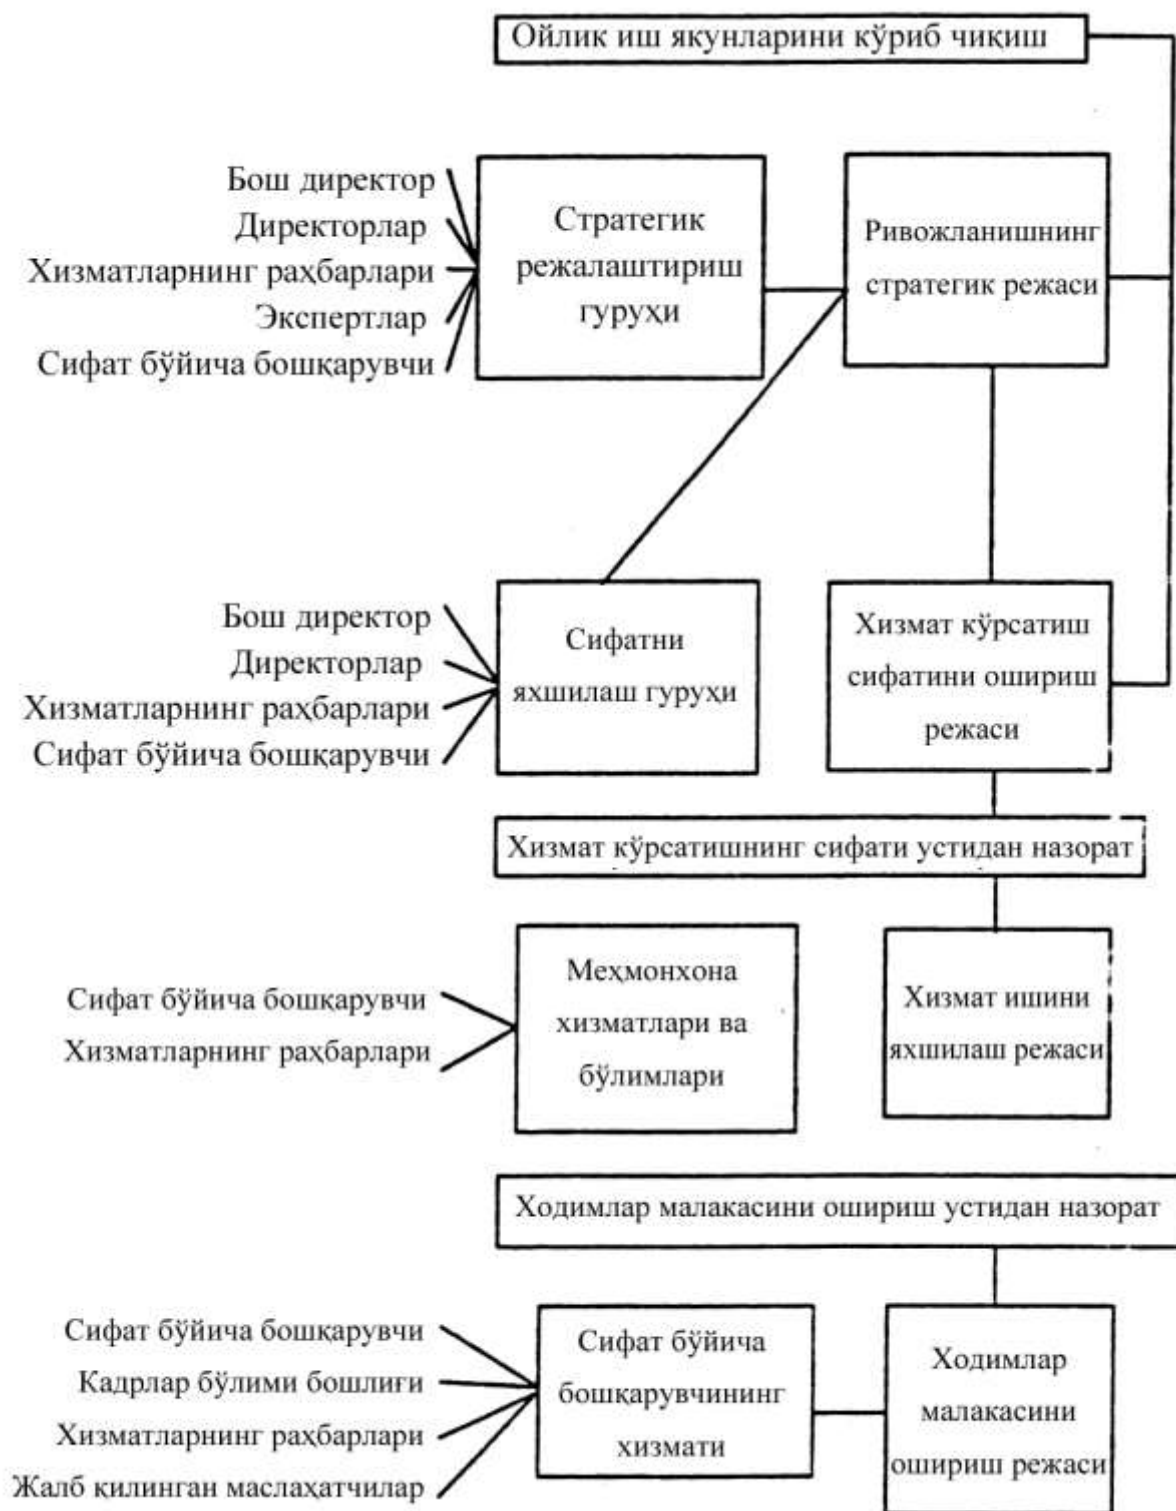 Ойлик иш якунларини кўриб чиқиш
Бош директор
Директорлар
Хизматларнинг раҳбарлари
Экспертлар
Сифат бўйича бошқарувчи
Стратегик
режалаштириш
гуруҳи
Ривожланишнинг
стратегик режаси
Бош директор
Директорлар
Хизматларнинг раҳбарлари
Сифат бўйича бошқарувчи
Сифатни
яхшилаш гуруҳи
Хизмат кўрсатиш
сифатини ошириш
режаси
Хизмат кўрсатишнинг сифати устидан назорат
Сифат бўйича бошқарувчи
Хизматларнинг раҳбарлари
Меҳмонхона
хизматлари ва
бўлимлари
Хизмат ишини
яхшилаш режаси
Ходимлар малакасини ошириш устидан назорат
Сифат бўйича бошқарувчи
Кадрлар бўлими бошлиғи
Хизматларнинг раҳбарлари
Жалб қилинган маслаҳатчилар
Сифат бўйича
бошқарувчининг
хизмати
Ходимлар
малакасини
ошириш режаси